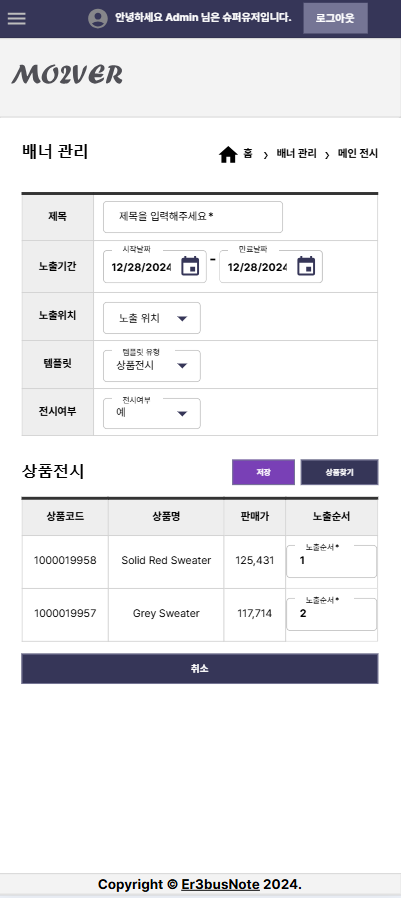 안녕하세요 Admin 님은 슈퍼유저입니다. 로그아웃
MO2VER
배너 관리 홈 > 배너 관리 > 메인 전시
제목 제목을 입력해주세요*
노출기간 시작날짜 12/28/2024 - 만료날짜 12/28/2024
노출위치 노출 위치
템플릿 템플릿 유형 상품전시
전시여부 전시여부 예
상품전시 저장 상품찾기
상품코드 상품명 판매가 노출순서
1000019958 Solid Red Sweater 125,431 노출순서* 1
1000019957 Grey Sweater 117,714 노출순서* 2
취소
Copyright © Er3busNote 2024.